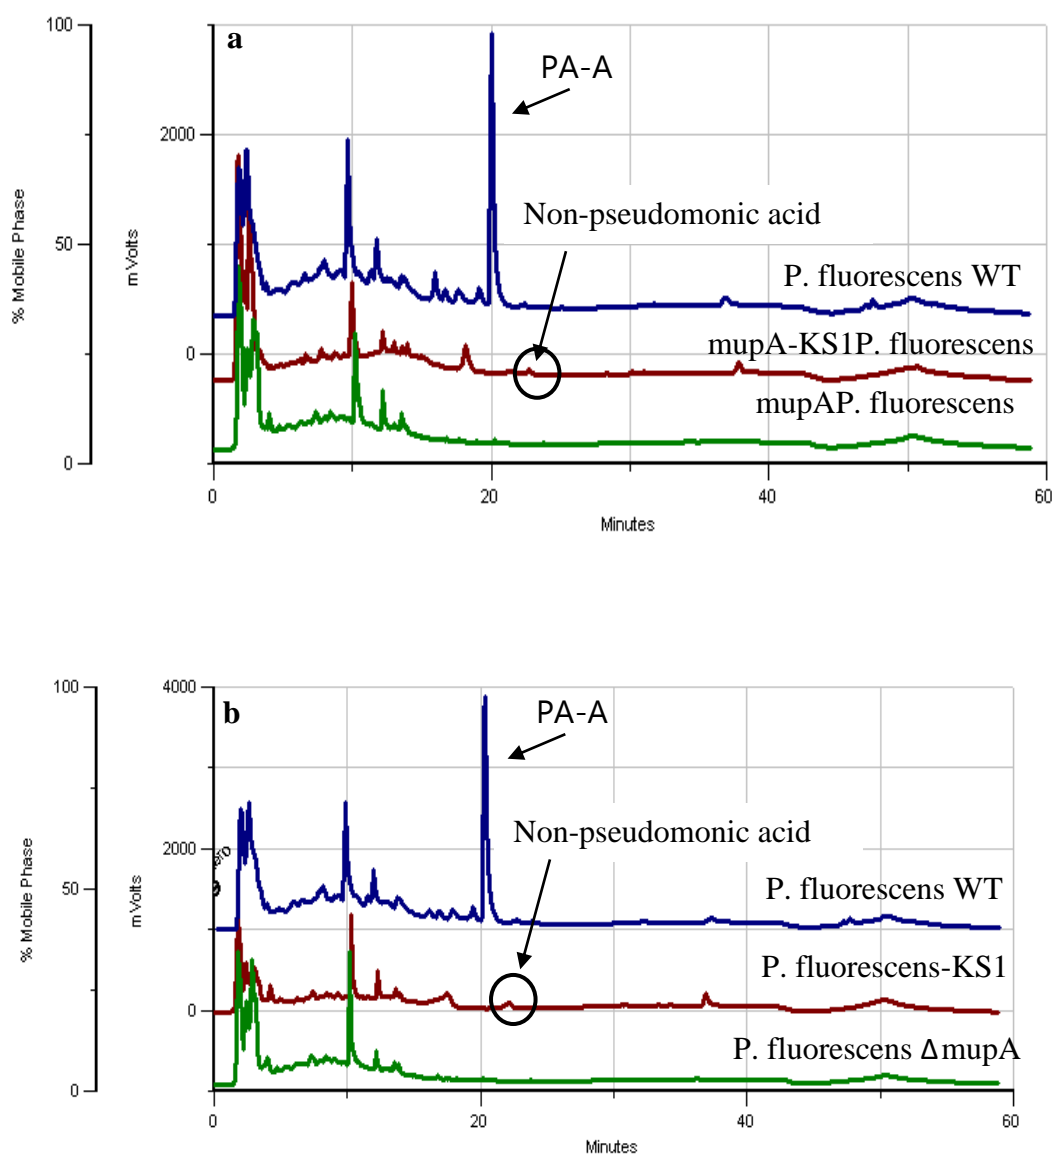 100
a
PA-A
2000
% Mobile Phase
mVolts
Non-pseudomonic acid
50
P. fluorescens WT
0
mupA-KS1P. fluorescens
mupAP. fluorescens
0
0
20
40
60
Minutes
100
4000
b
PA-A
% Mobile Phase
mVolts
Non-pseudomonic acid
2000
50
P. fluorescens WT
P. fluorescens-KS1
0
P. fluorescens ΔmupA
0
0
20
40
60
Minutes